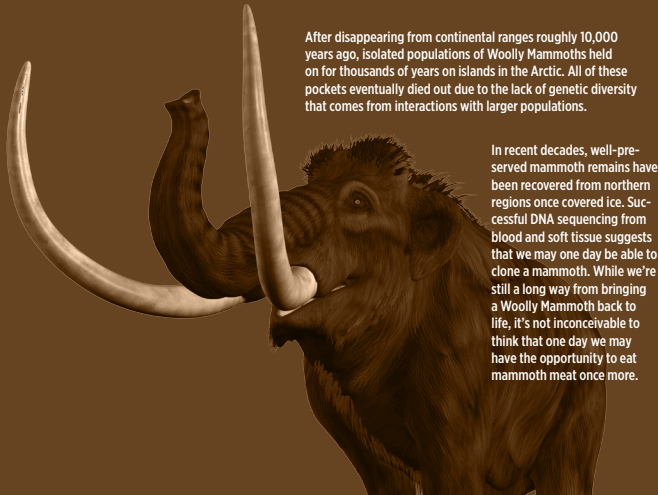 After disappearing from continental ranges roughly 10,000
years ago, isolated populations of Woolly Mammoths held
on for thousands of years on islands in the Arctic. All of these
pockets eventually died out due to the lack of genetic diversity
that comes from interactions with larger populations.
In recent decades, well-pre-
served mammoth remains have
been recovered from northern
regions once covered ice. Suc-
cessful DNA sequencing from
blood and soft tissue suggests
that we may one day be able to
clone a mammoth. While we’re
still a long way from bringing
a Woolly Mammoth back to
life, it’s not inconceivable to
think that one day we may
have the opportunity to eat
mammoth meat once more.